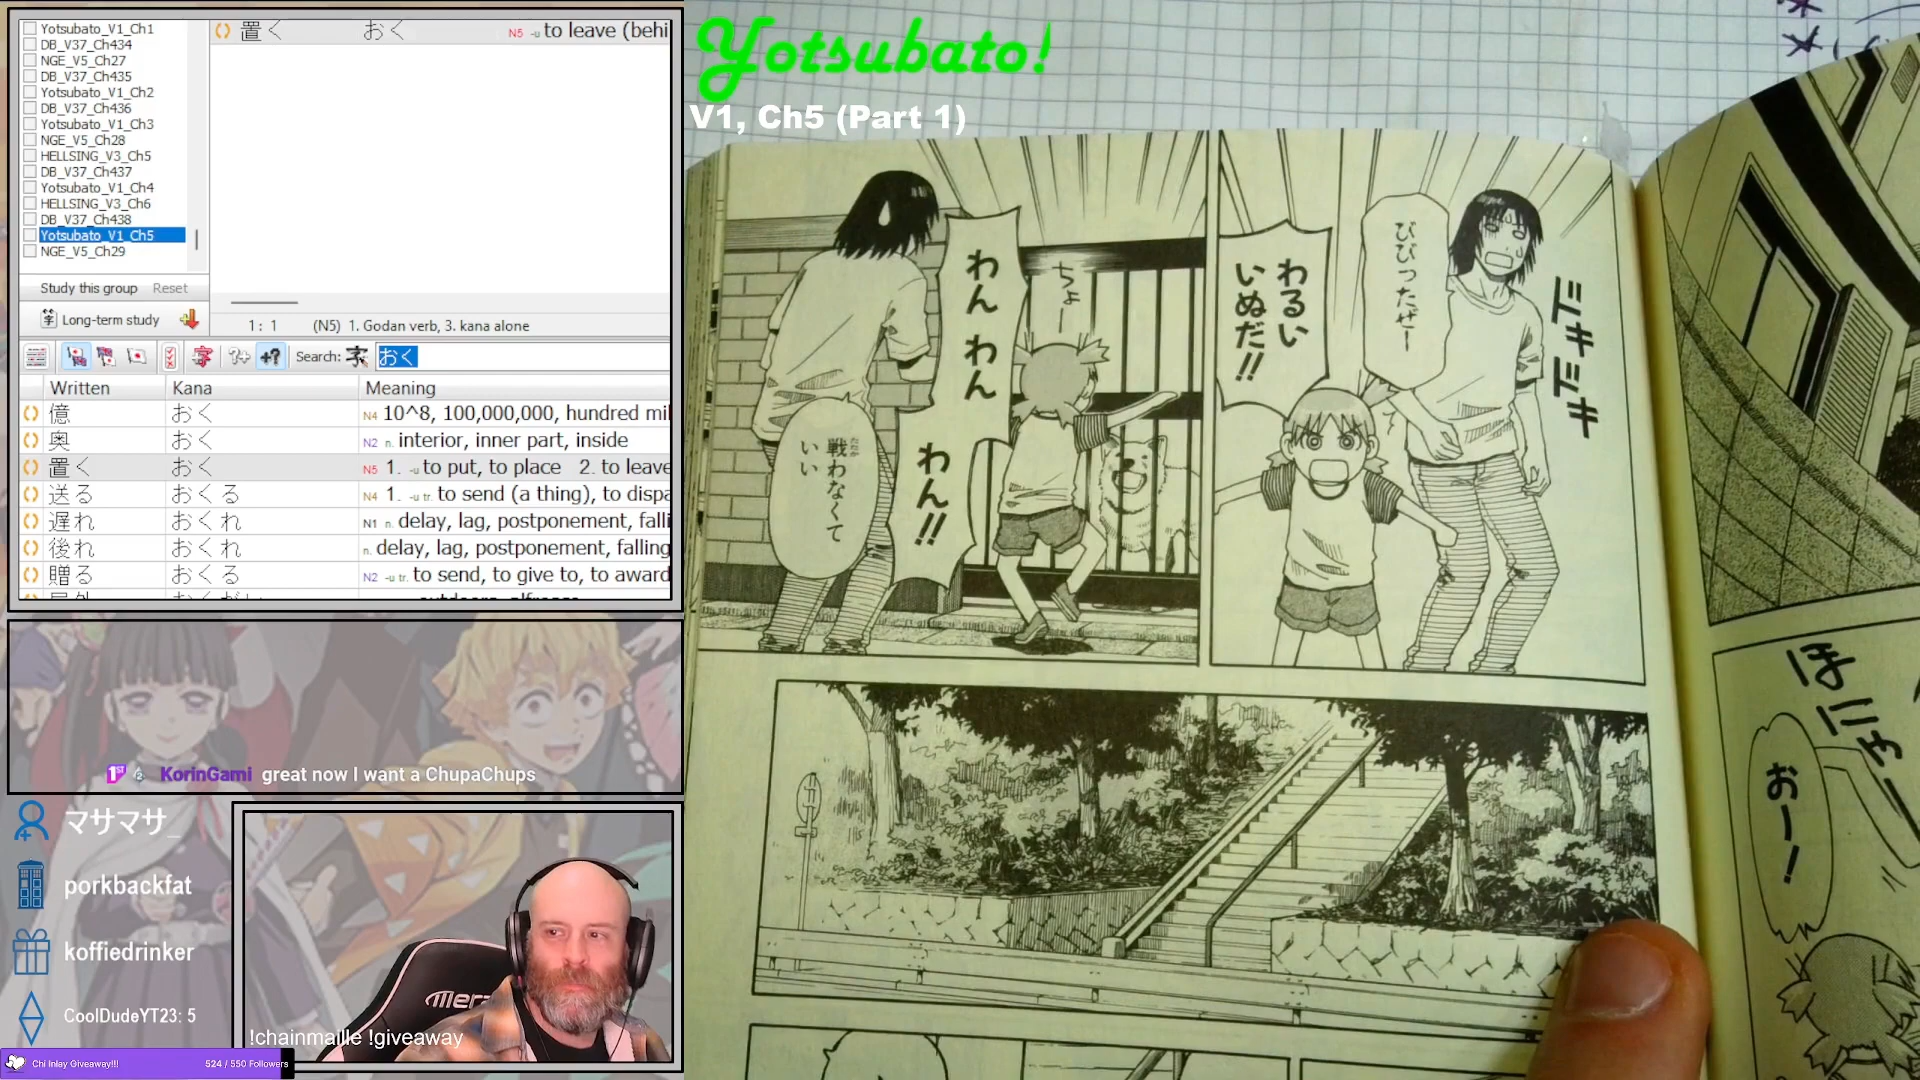 Yotsubato_V1_Ch1
DB_V37_Ch434
NGE_V5_Ch27
DB_V37_Ch435
Yotsubato_V1_Ch2
DB_V37_Ch436
Yotsubato_V1_Ch3
NGE_V5_Ch28
HELLSING_V3_Ch5
DB_V37_Ch437
Yotsubato_V1_Ch4
HELLSING_V3_Ch6
DB_V37_Ch438
Yotsubato_V1_Ch5
NGE_V5_Ch29
Study this group Reset
Long-term study
置く おく N5 -u to leave (behi
1: 1 (N5) 1. Godan verb, 3. kana alone
Search: 字 おく
Written Kana Meaning
億 おく N4 10^8, 100,000,000, hundred mil
奥 おく N2 n. interior, inner part, inside
置く おく N5 1. -u to put, to place 2. to leave
送る おくる N4 1. -u tr. to send (a thing), to dispa
遅れ おくれ N1 n. delay, lag, postponement, falli
後れ おくれ n. delay, lag, postponement, falling
贈る おくる N2 -u tr. to send, to give to, to award
1ST KorinGami great now I want a ChupaChups
マサマサ_
porkbackfat
koffiedrinker
CoolDudeYT23: 5
Chi Inlay Giveaway!!! 524 / 550 Followers
!chainmaille !giveaway
Yotsubato!
V1, Ch5 (Part 1)
ドキドキ
びびったぜー
わるい
いぬだ!!
ちょー
わん わん
わん!!
戦わなくて
たたか
いい
ほにゃー
おー!